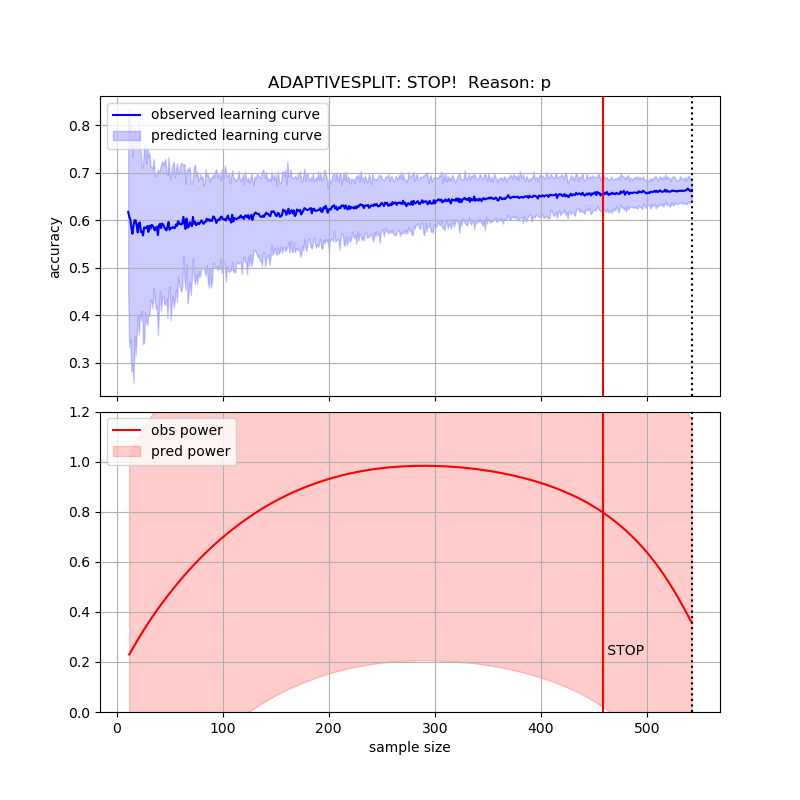 ADAPTIVESPLIT: STOP!  Reason: p
observed learning curve
predicted learning curve
0.8
0.7
0.6
0.5
0.4
0.3
accuracy
obs power
pred power
1.2
1.0
0.8
0.6
0.4
0.2
0.0
STOP
0 100 200 300 400 500
sample size